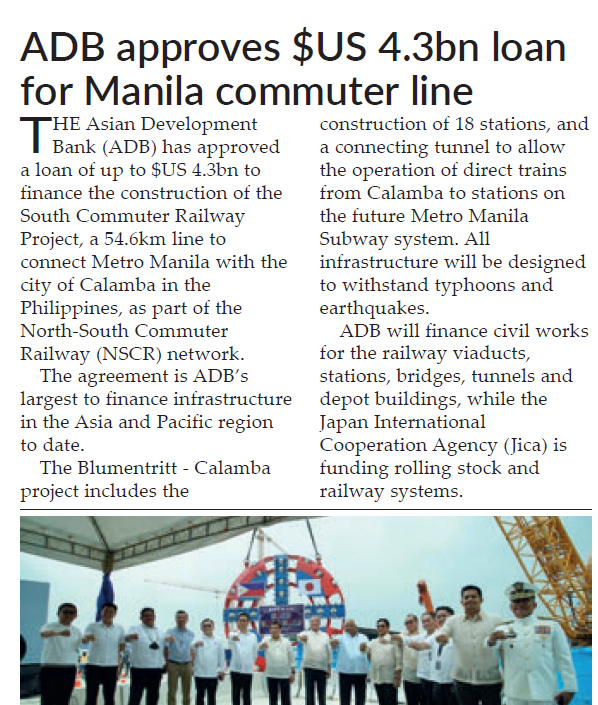 ADB approves $US 4.3bn loan
for Manila commuter line
THE Asian Development
Bank (ADB) has approved
a loan of up to $US 4.3bn to
finance the construction of the
South Commuter Railway
Project, a 54.6km line to
connect Metro Manila with the
city of Calamba in the
Philippines, as part of the
North-South Commuter
Railway (NSCR) network.
The agreement is ADB’s
largest to finance infrastructure
in the Asia and Pacific region
to date.
The Blumentritt - Calamba
project includes the
construction of 18 stations, and
a connecting tunnel to allow
the operation of direct trains
from Calamba to stations on
the future Metro Manila
Subway system. All
infrastructure will be designed
to withstand typhoons and
earthquakes.
ADB will finance civil works
for the railway viaducts,
stations, bridges, tunnels and
depot buildings, while the
Japan International
Cooperation Agency (Jica) is
funding rolling stock and
railway systems.